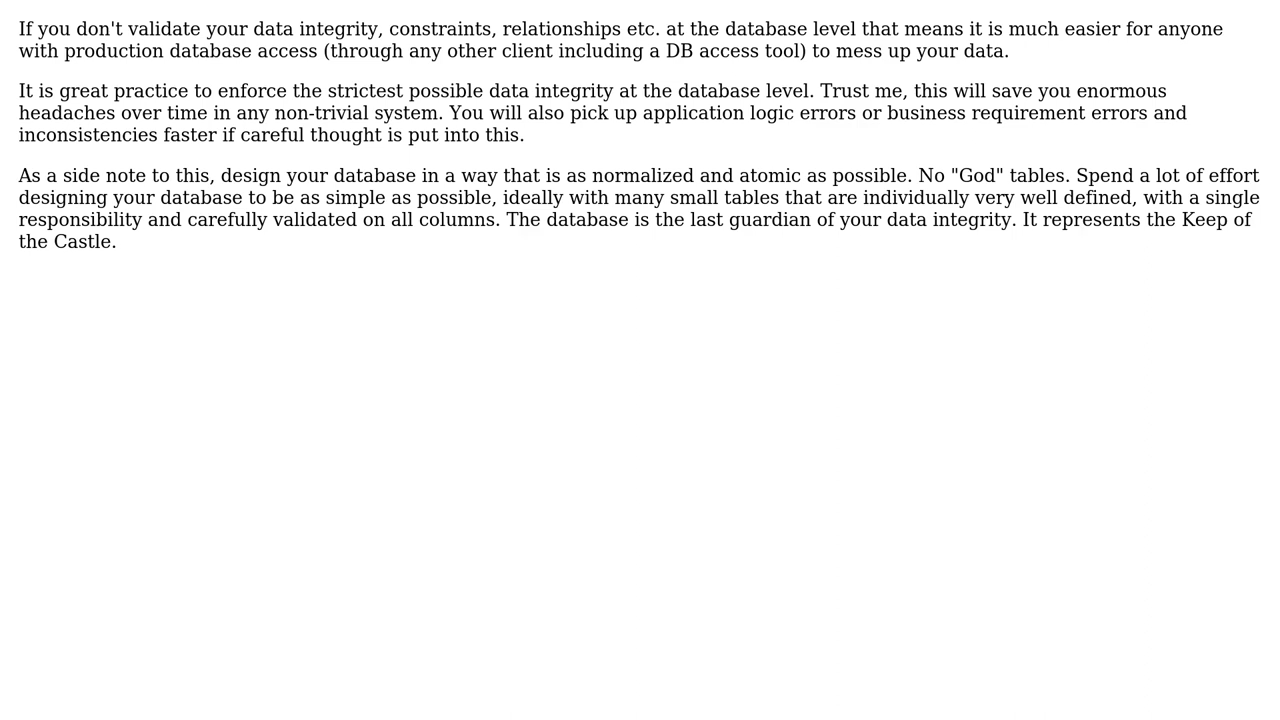 If you don't validate your data integrity, constraints, relationships etc. at the database level that means it is much easier for anyone
with production database access (through any other client including a DB access tool) to mess up your data.
It is great practice to enforce the strictest possible data integrity at the database level. Trust me, this will save you enormous
headaches over time in any non-trivial system. You will also pick up application logic errors or business requirement errors and
inconsistencies faster if careful thought is put into this.
As a side note to this, design your database in a way that is as normalized and atomic as possible. No "God" tables. Spend a lot of effort
designing your database to be as simple as possible, ideally with many small tables that are individually very well defined, with a single
responsibility and carefully validated on all columns. The database is the last guardian of your data integrity. It represents the Keep of
the Castle.